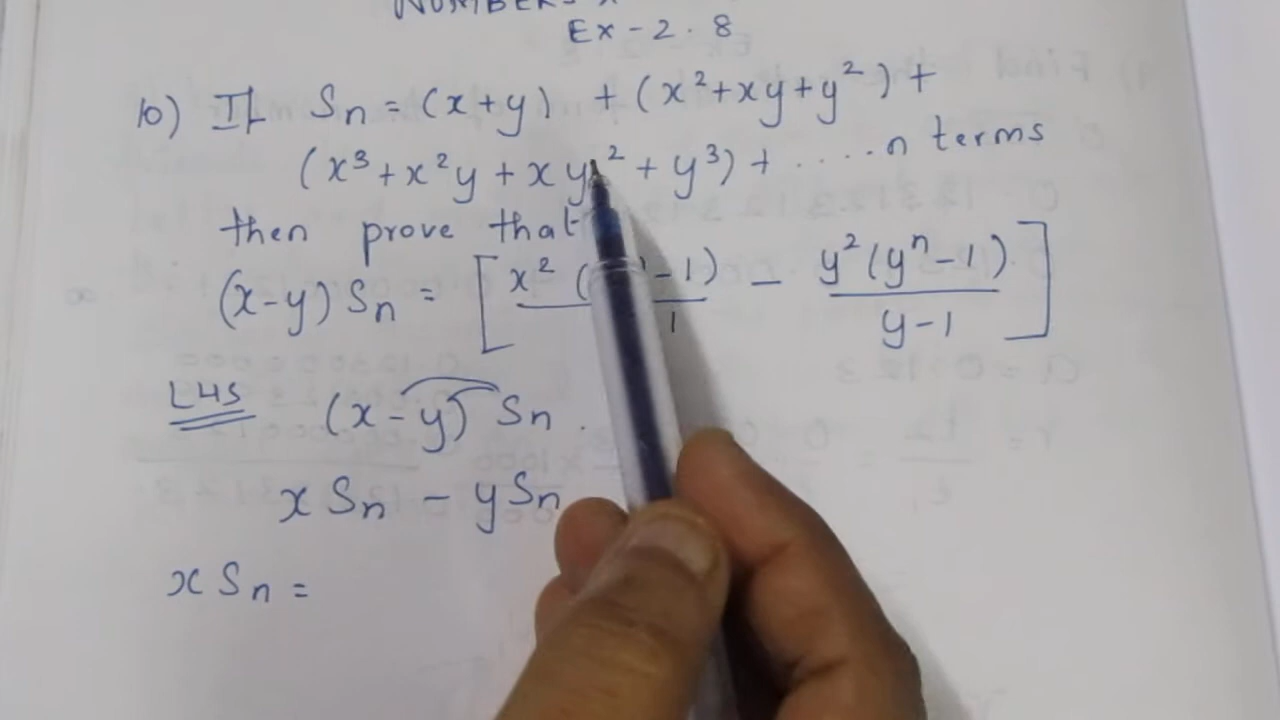 Ex - 2.8
10) If Sn = (x+y) + (x²+xy+y²) +
(x³+x²y+xy²+y³) + ..... n terms
then prove that
(x-y) Sn = [ x² ( -1) / 1 - y²(yⁿ-1) / y-1 ]
LHS (x-y) Sn .
x Sn - y Sn
x Sn =